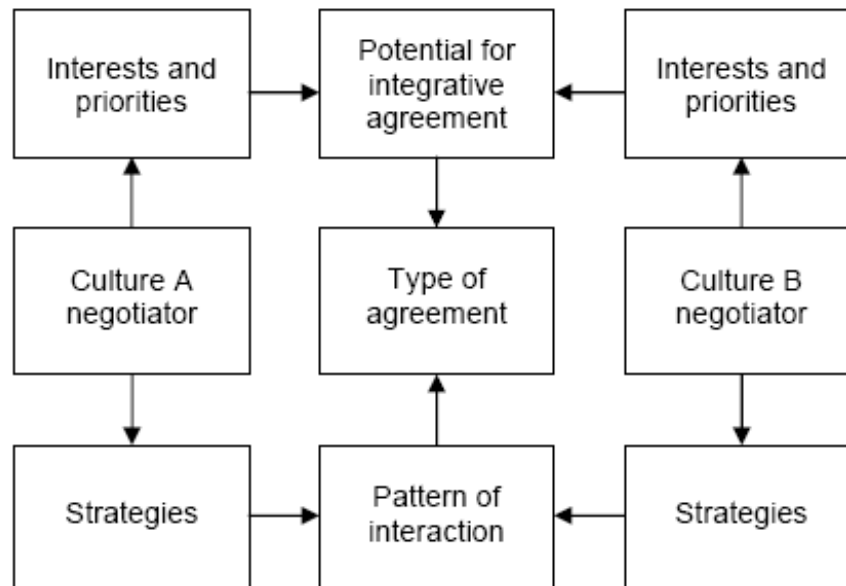 Interests and
priorities
Potential for
integrative
agreement
Interests and
priorities
Culture A
negotiator
Type of
agreement
Culture B
negotiator
Strategies
Pattern of
interaction
Strategies